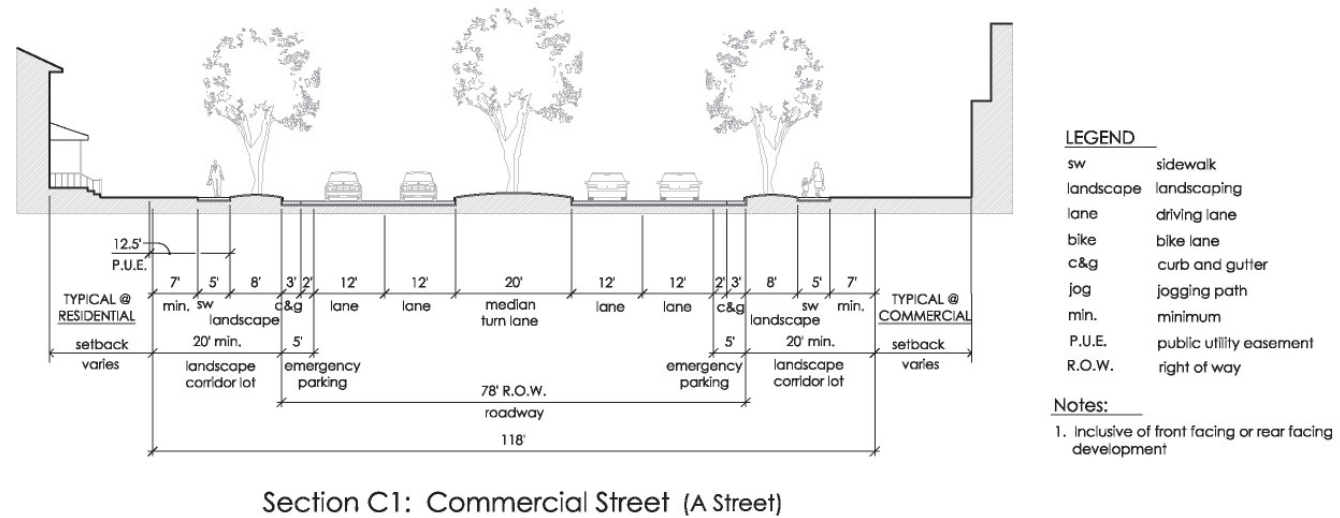 12.5'
P.U.E.
7' 5' 8' 3' 2' 12' 12' 20' 12' 12' 2' 3' 8' 5' 7'
TYPICAL @
RESIDENTIAL
min. sw c&g lane lane median
turn lane lane lane c&g sw min.
landscape landscape
TYPICAL @
COMMERCIAL
setback
varies
20' min.
landscape
corridor lot
5'
emergency
parking
5'
emergency
parking
20' min.
landscape
corridor lot
setback
varies
78' R.O.W.
roadway
118'
LEGEND
sw sidewalk
landscape landscaping
lane driving lane
bike bike lane
c&g curb and gutter
jog jogging path
min. minimum
P.U.E. public utility easement
R.O.W. right of way
Notes:
1. Inclusive of front facing or rear facing
development
Section C1: Commercial Street (A Street)